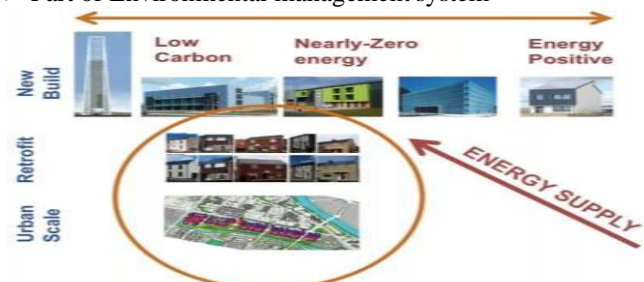 Part of Environmental management system
Low Carbon
Nearly-Zero energy
Energy Positive
New Build
Retrofit
Urban Scale
ENERGY SUPPLY